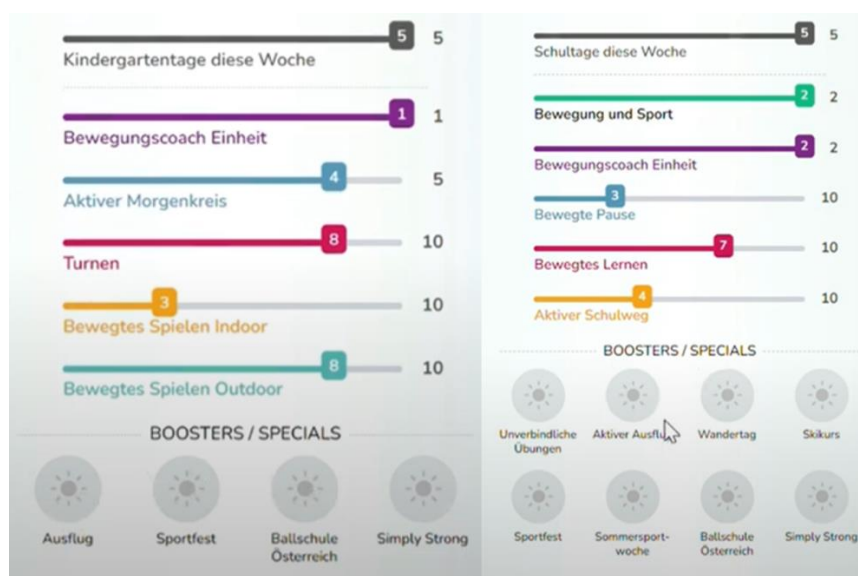 5 5
Kindergartentage diese Woche
1 1
Bewegungscoach Einheit
4 5
Aktiver Morgenkreis
8 10
Turnen
3 10
Bewegtes Spielen Indoor
8 10
Bewegtes Spielen Outdoor
BOOSTERS / SPECIALS
Ausflug Sportfest Ballschule Simply Strong
Österreich
5 5
Schultage diese Woche
2 2
Bewegung und Sport
2 2
Bewegungscoach Einheit
3 10
Bewegte Pause
7 10
Bewegtes Lernen
4 10
Aktiver Schulweg
BOOSTERS / SPECIALS
Unverbindliche Aktiver Wandertag Skikurs
Übungen
Sportfest Sommersport- Ballschule Simply Strong
woche Österreich